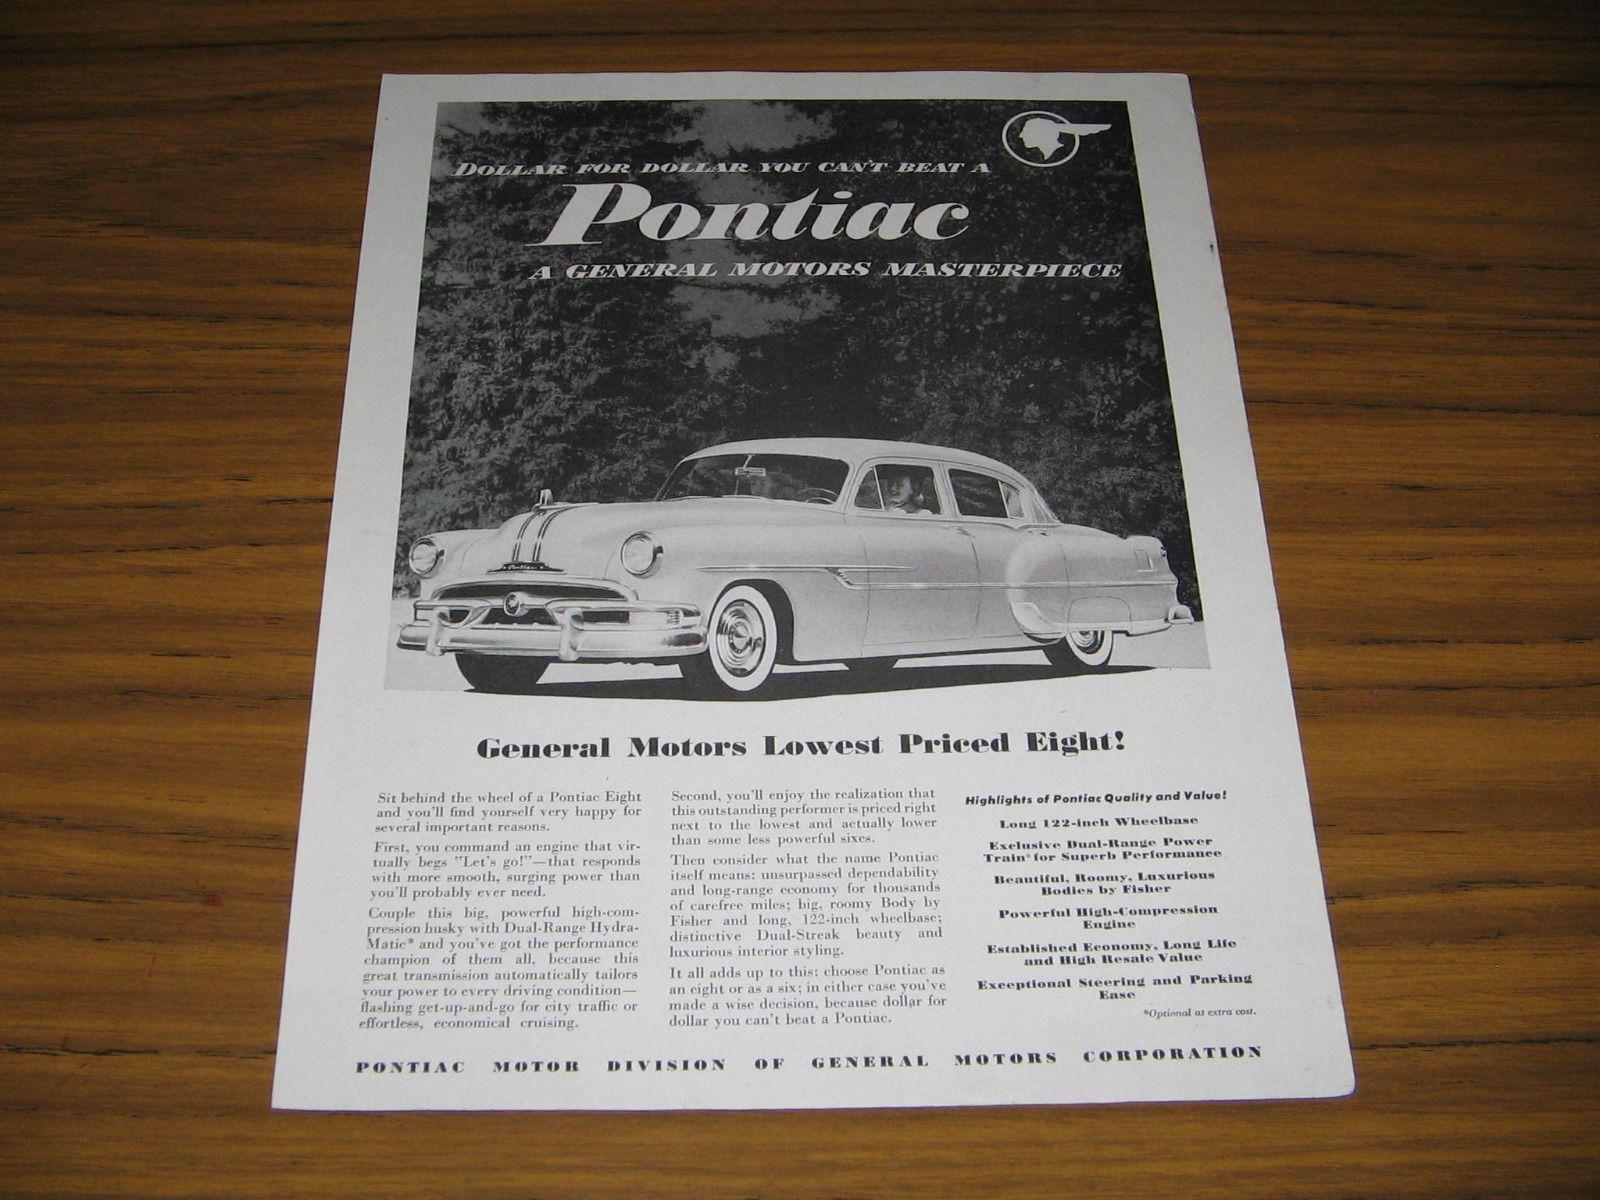 DOLLAR FOR DOLLAR YOU CAN'T BEAT A
Pontiac
A GENERAL MOTORS MASTERPIECE
Pontiac
General Motors Lowest Priced Eight!
Sit behind the wheel of a Pontiac Eight
and you'll find yourself very happy for
several important reasons.
First, you command an engine that vir-
tually begs "Let's go!"—that responds
with more smooth, surging power than
you'll probably ever need.
Couple this big, powerful high-com-
pression husky with Dual-Range Hydra-
Matic* and you've got the performance
champion of them all, because this
great transmission automatically tailors
your power to every driving condition—
flashing get-up-and-go for city traffic or
effortless, economical cruising.
Second, you'll enjoy the realization that
this outstanding performer is priced right
next to the lowest and actually lower
than some less powerful sixes.
Then consider what the name Pontiac
itself means: unsurpassed dependability
and long-range economy for thousands
of carefree miles; big, roomy Body by
Fisher and long, 122-inch wheelbase;
distinctive Dual-Streak beauty and
luxurious interior styling.
It all adds up to this: choose Pontiac as
an eight or as a six; in either case you've
made a wise decision, because dollar for
dollar you can't beat a Pontiac.
Highlights of Pontiac Quality and Value!
Long 122-inch Wheelbase
Exclusive Dual-Range Power
Train* for Superb Performance
Beautiful, Roomy, Luxurious
Bodies by Fisher
Powerful High-Compression
Engine
Established Economy, Long Life
and High Resale Value
Exceptional Steering and Parking
Ease
*Optional at extra cost.
PONTIAC MOTOR DIVISION OF GENERAL MOTORS CORPORATION